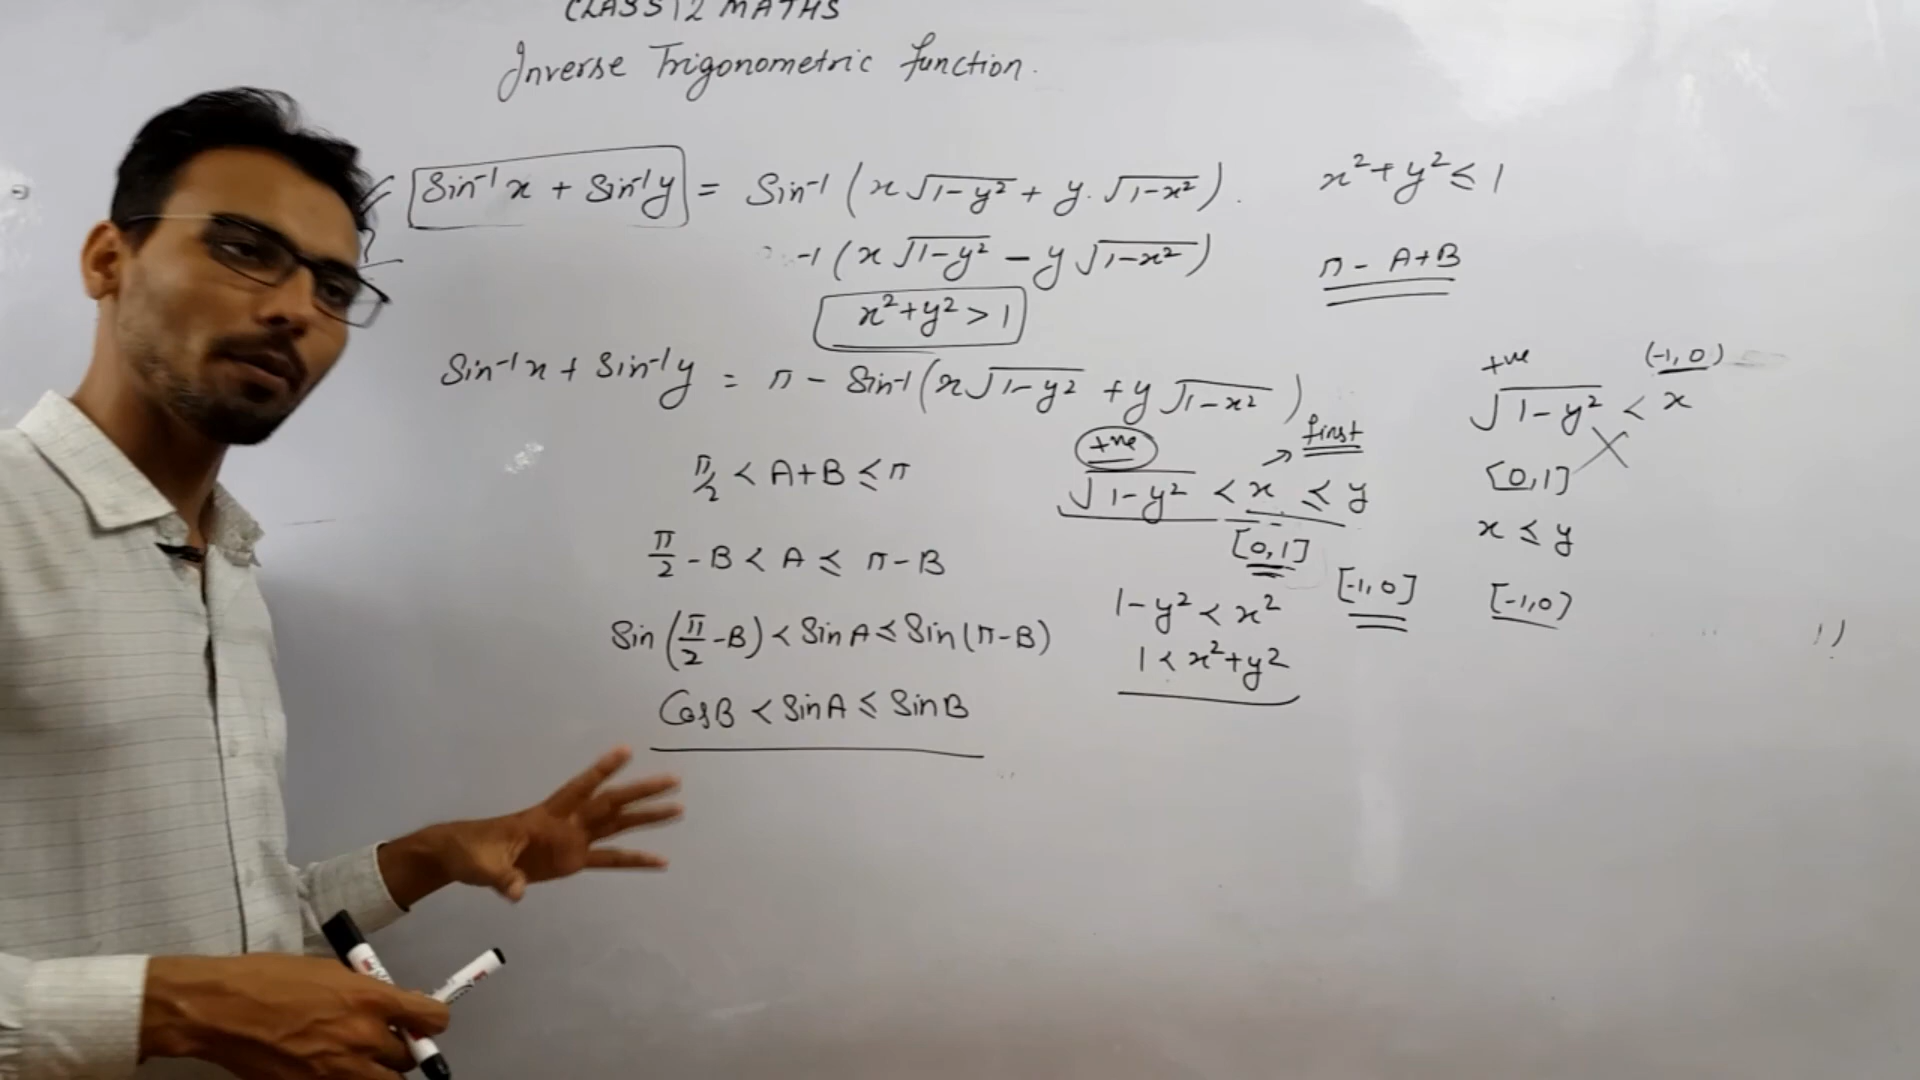 CLASS 12 MATHS
Inverse Trigonometric function.
Sin⁻¹x + Sin⁻¹y = Sin⁻¹ (x √1-y² + y. √1-x²).
x² + y² ≤ 1
-1 (x √1-y² - y √1-x²)
π - A+B
x² + y² > 1
Sin⁻¹x + Sin⁻¹y = π - Sin⁻¹ (x √1-y² + y √1-x²)
π/2 < A+B ≤ π
π/2 - B < A ≤ π - B
Sin (π/2 - B) < Sin A ≤ Sin (π - B)
Cos B < Sin A ≤ Sin B
+ve
first
√1-y² < x ≤ y
[0,1]
[-1,0]
1-y² < x²
1 < x² + y²
+ve (-1,0)
√1-y² < x
[0,1]
x ≤ y
[-1,0)